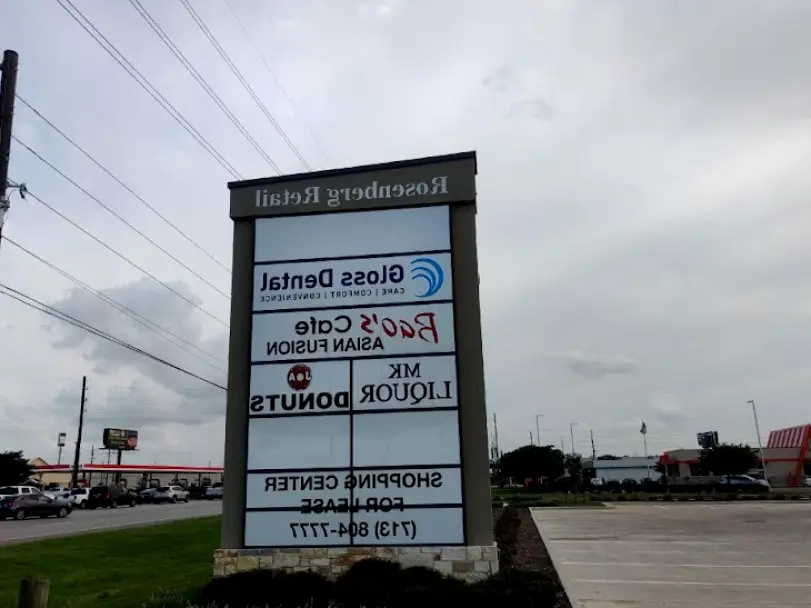 Rosenberg Retail
Gloss Dental
CARE | COMFORT | CONVENIENCE
Bao's Cafe
ASIAN FUSION
MK
LIQUOR
DONUTS
SHOPPING CENTER
FOR LEASE
(713) 804-7777